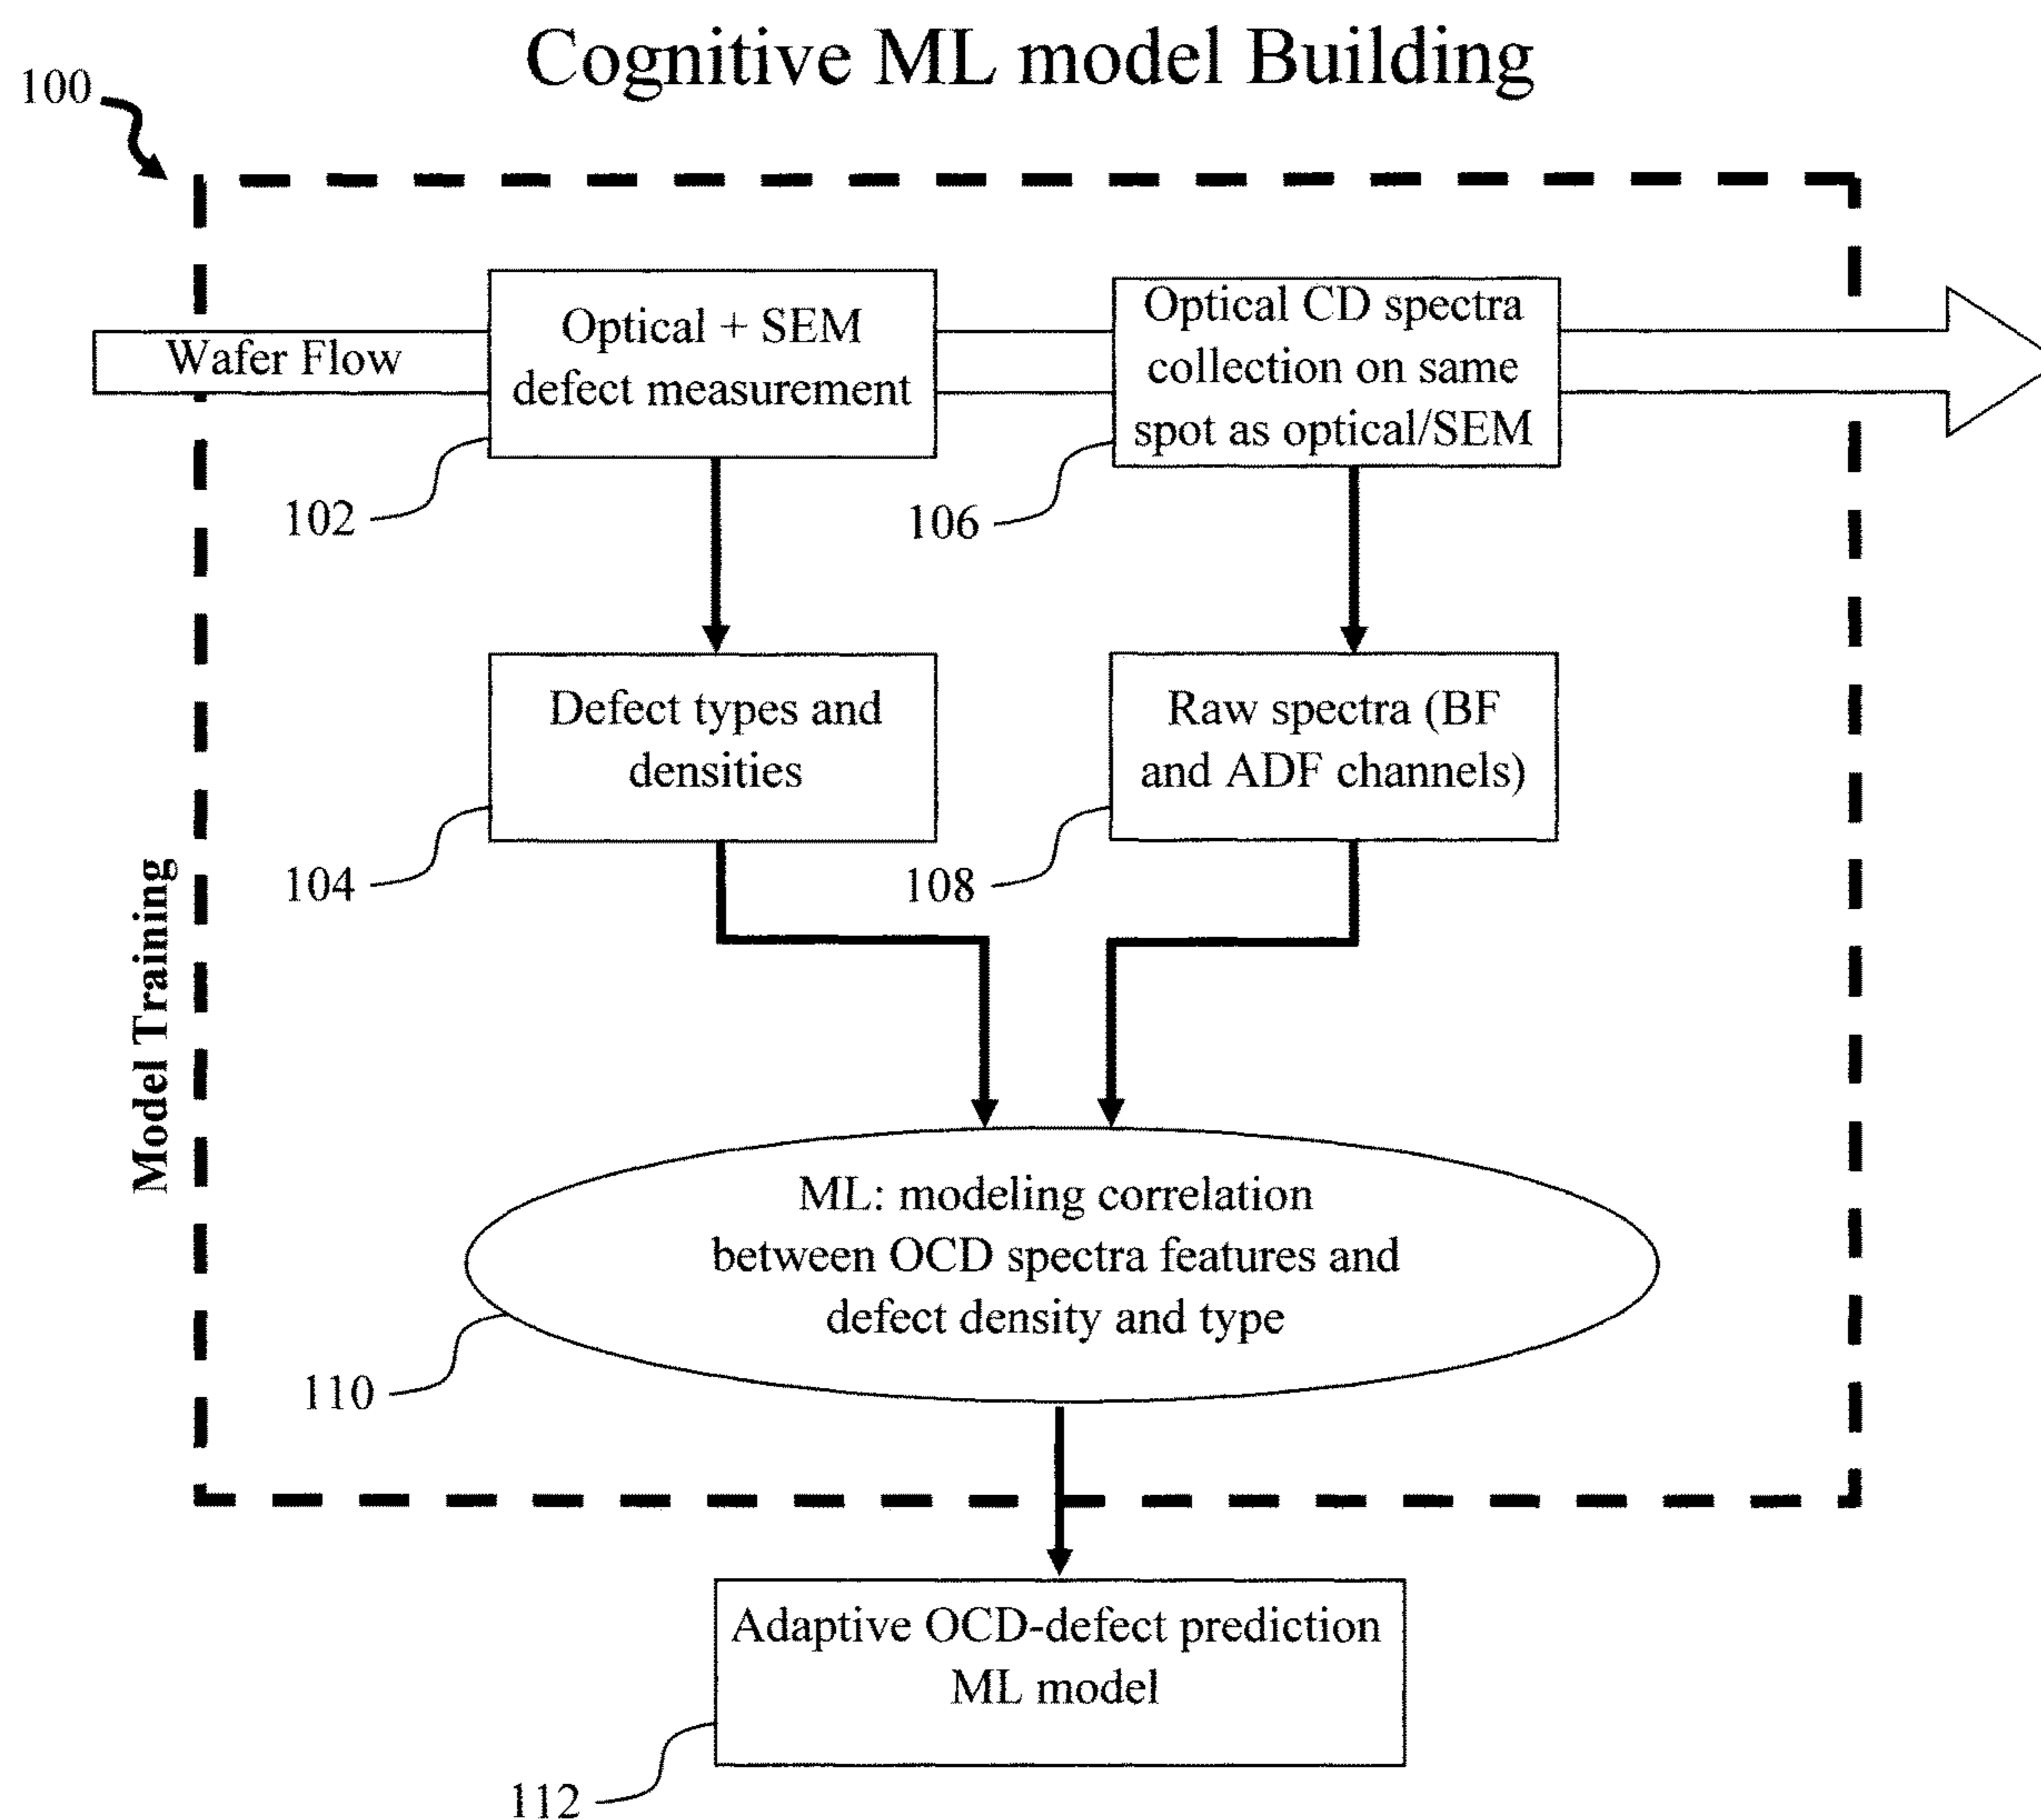 Cognitive ML model Building
100
Wafer Flow
Optical + SEM
defect measurement
102
Optical CD spectra
collection on same
spot as optical/SEM
106
Defect types and
densities
104
Raw spectra (BF
and ADF channels)
108
Model Training
ML: modeling correlation
between OCD spectra features and
defect density and type
110
Adaptive OCD-defect prediction
ML model
112